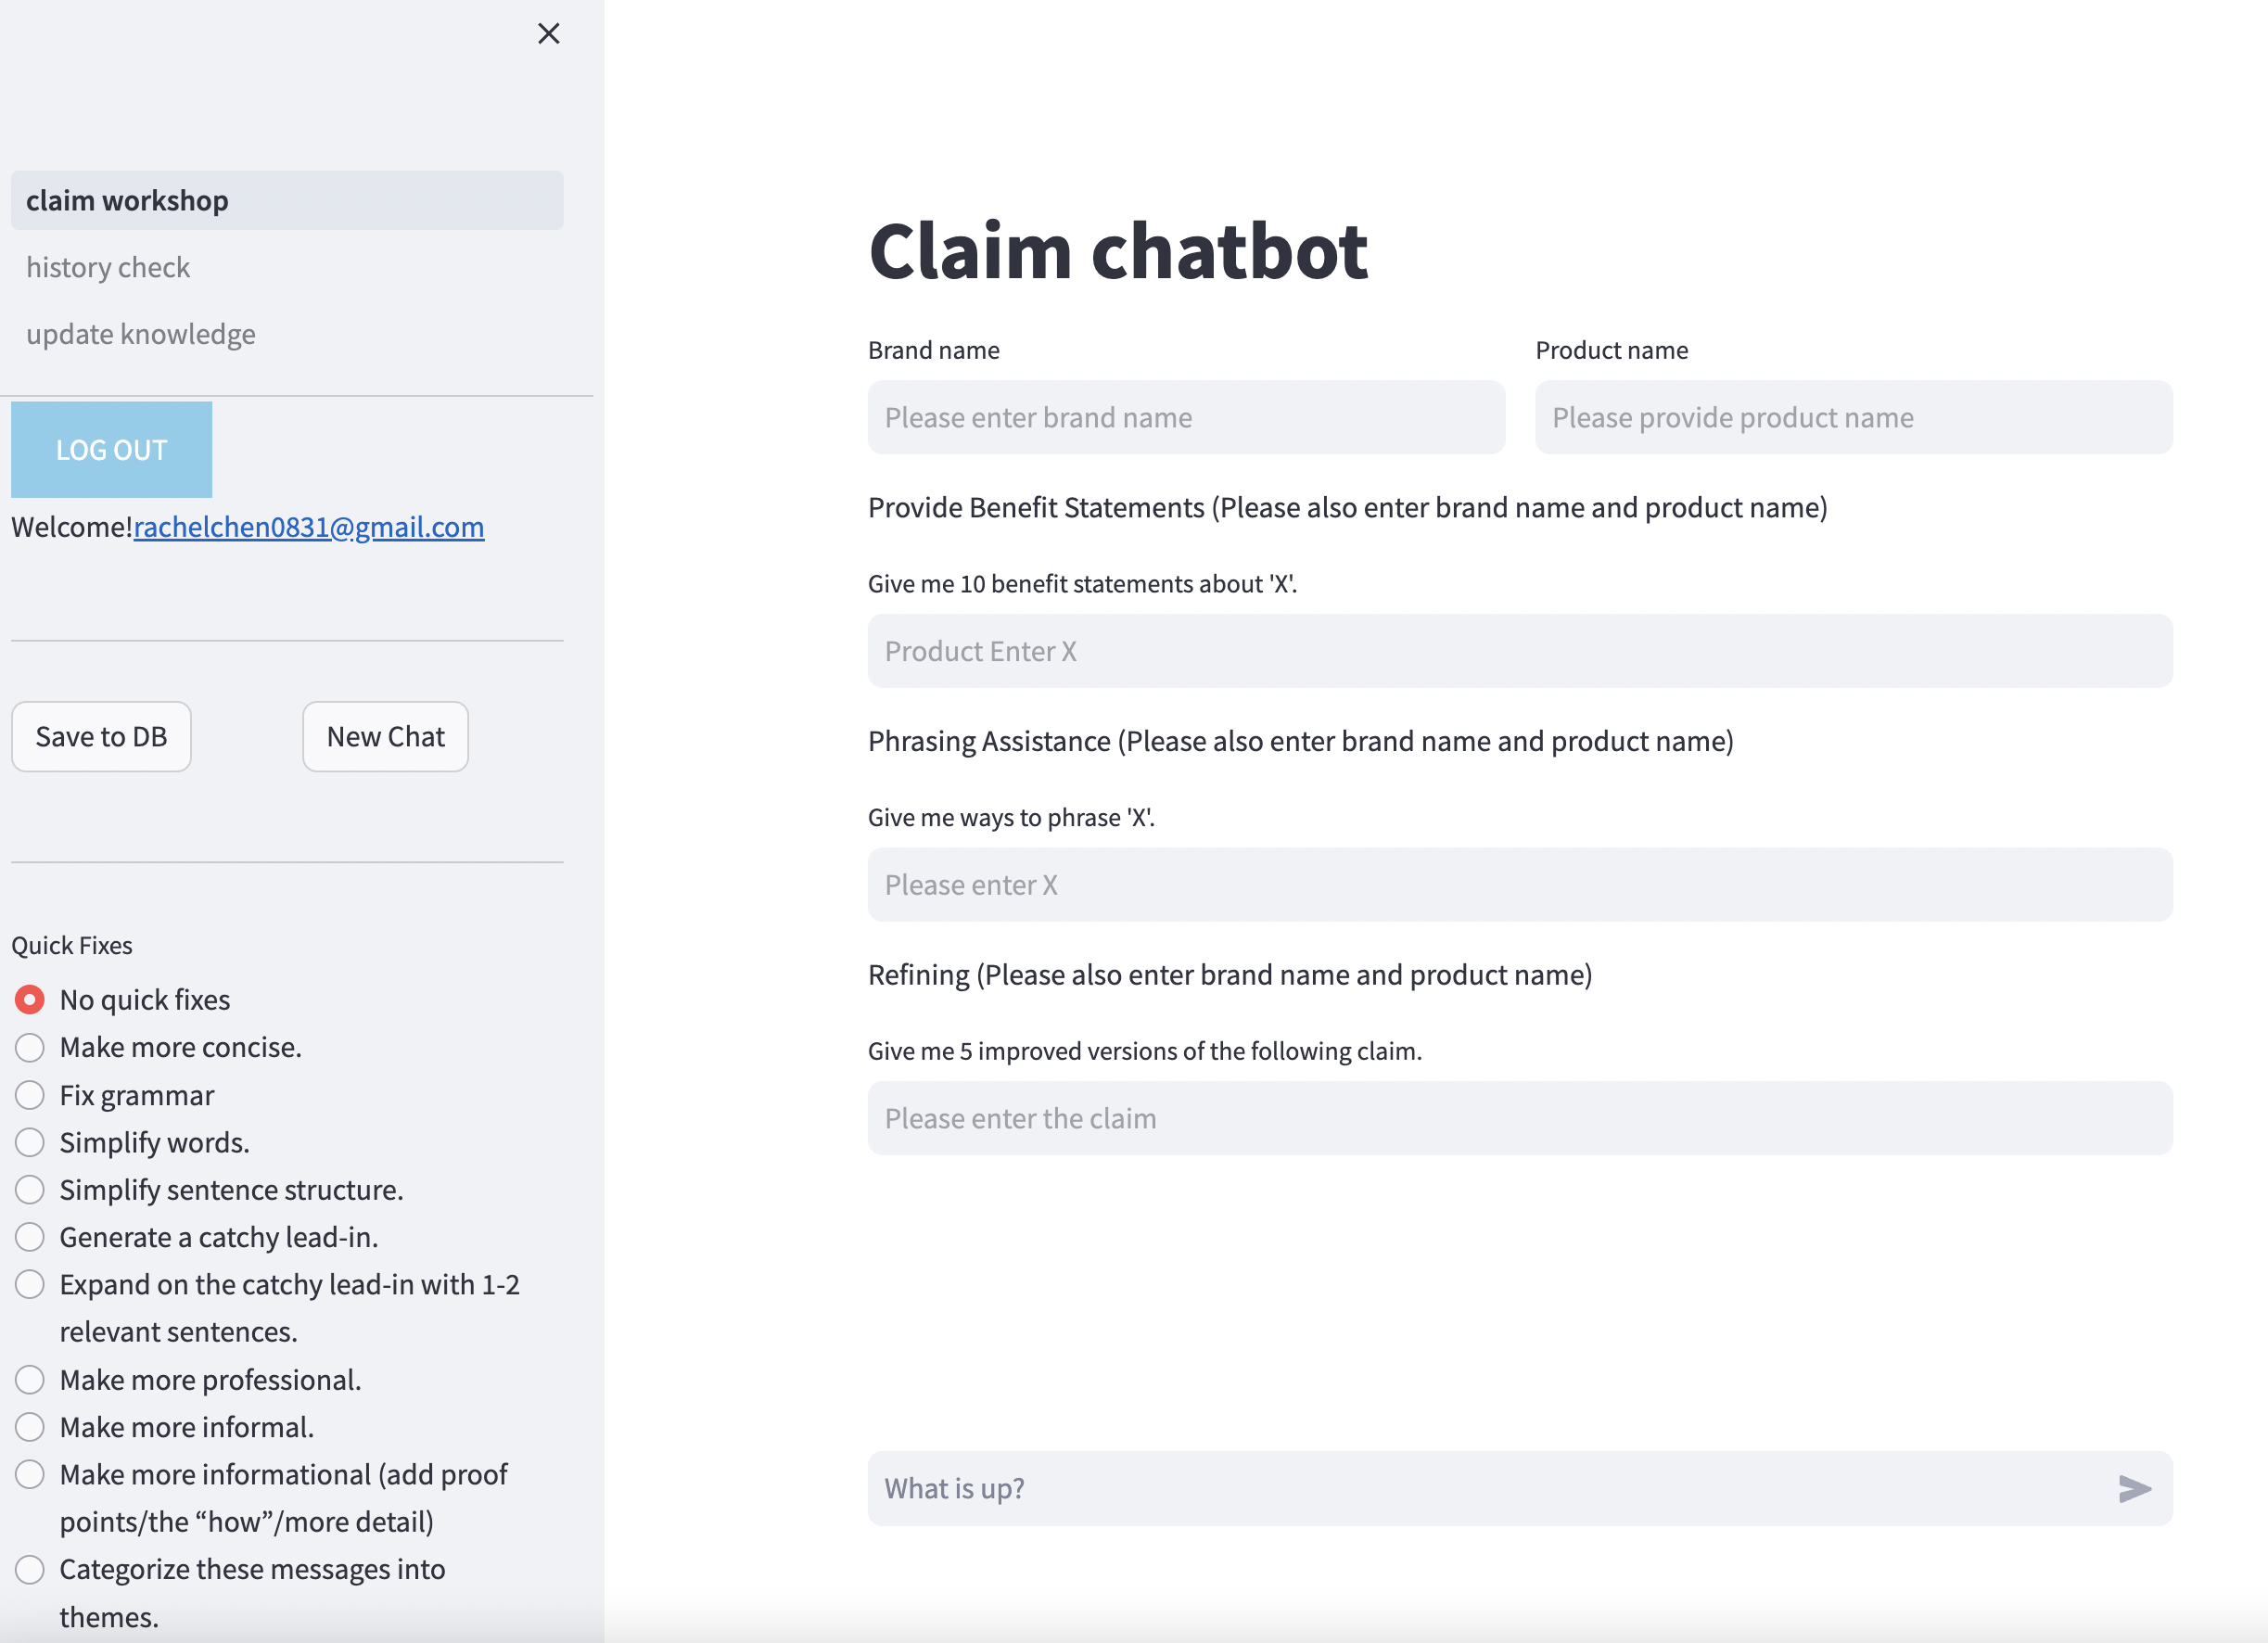 claim workshop
history check
update knowledge
LOG OUT
Welcome!rachelchen0831@gmail.com
Save to DB
New Chat
Quick Fixes
No quick fixes
Make more concise.
Fix grammar
Simplify words.
Simplify sentence structure.
Generate a catchy lead-in.
Expand on the catchy lead-in with 1-2
relevant sentences.
Make more professional.
Make more informal.
Make more informational (add proof
points/the “how”/more detail)
Categorize these messages into
themes.
Claim chatbot
Brand name
Please enter brand name
Product name
Please provide product name
Provide Benefit Statements (Please also enter brand name and product name)
Give me 10 benefit statements about 'X'.
Product Enter X
Phrasing Assistance (Please also enter brand name and product name)
Give me ways to phrase 'X'.
Please enter X
Refining (Please also enter brand name and product name)
Give me 5 improved versions of the following claim.
Please enter the claim
What is up?